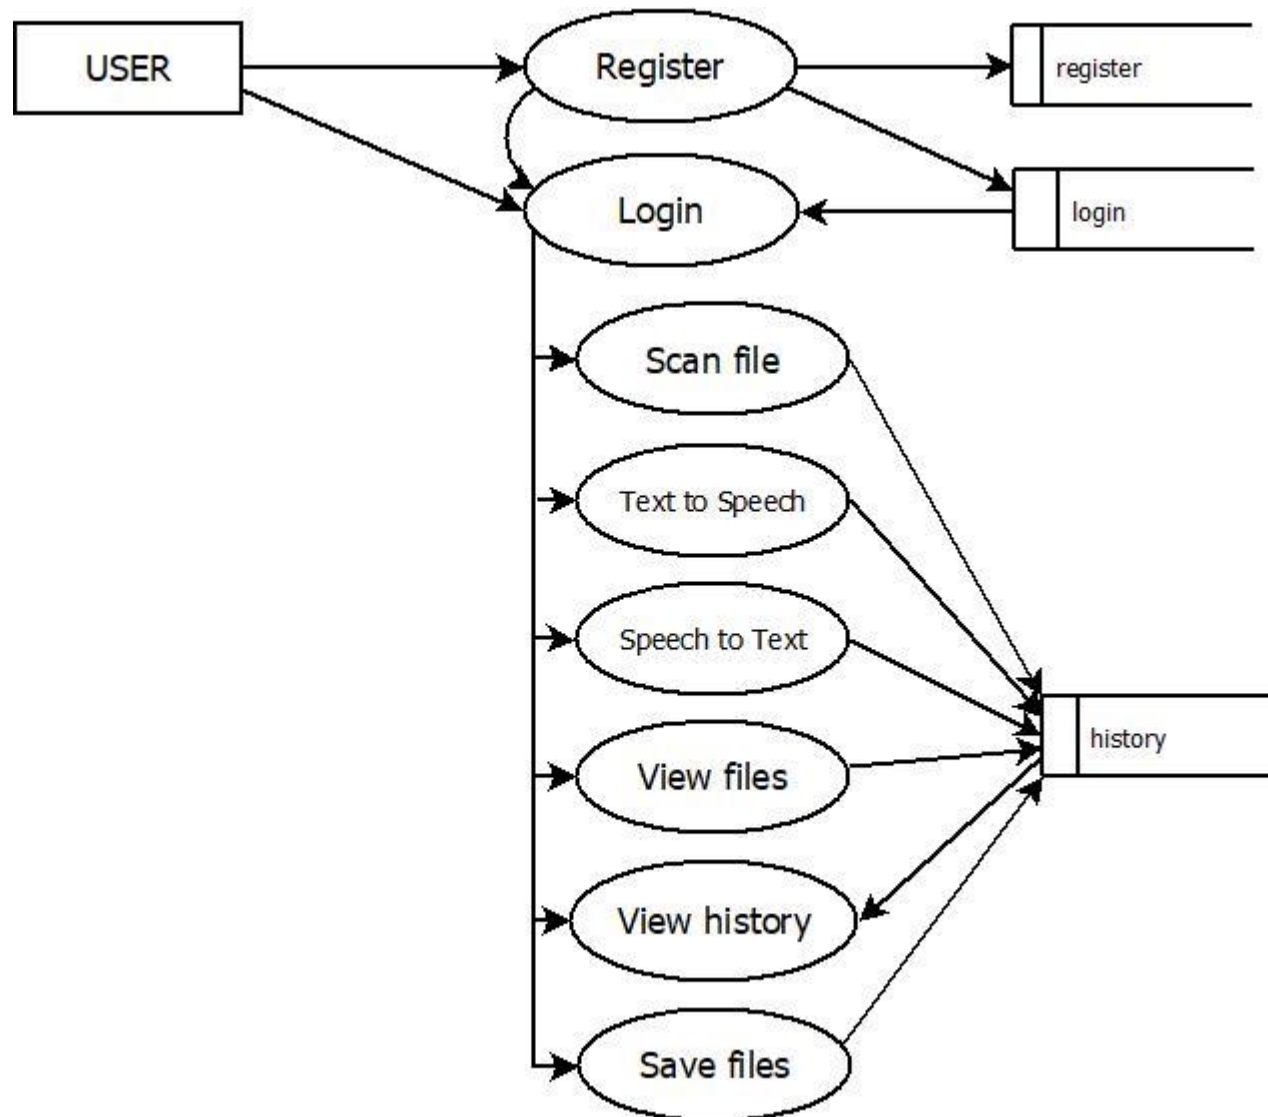 USER
Register
register
Login
login
Scan file
Text to Speech
Speech to Text
history
View files
View history
Save files